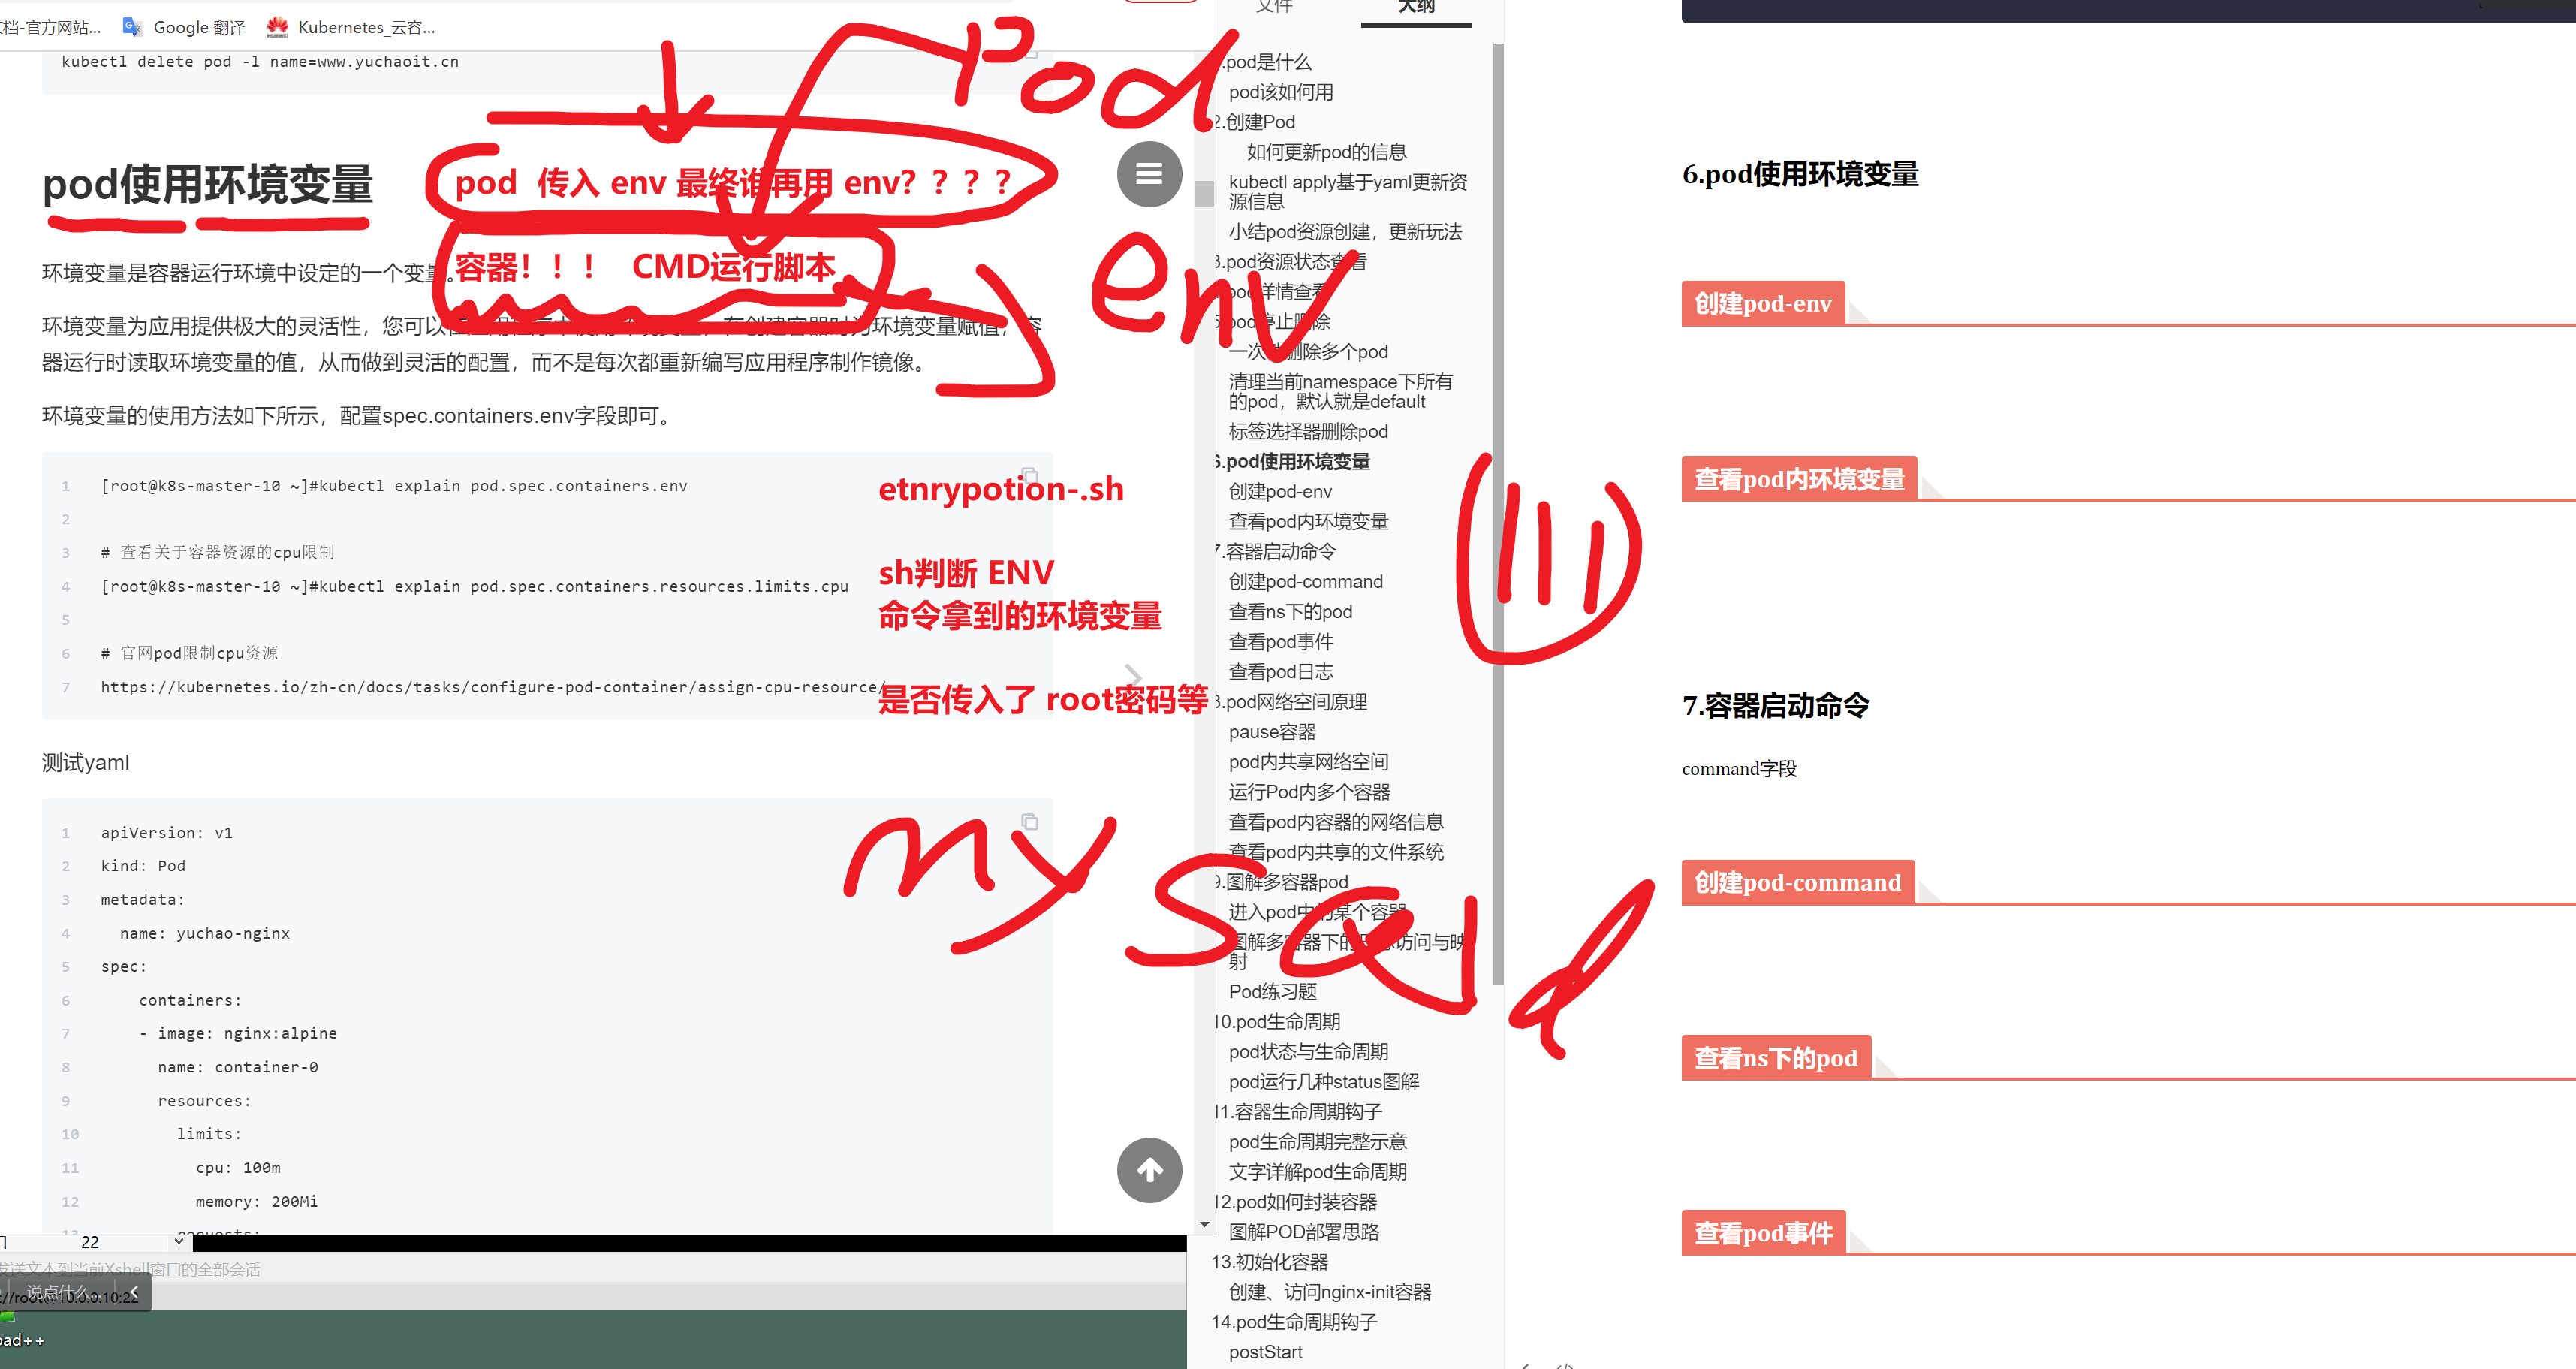 文件
大纲
档-官方网站...
Google 翻译
Kubernetes_云容...
kubectl delete pod -l name=www.yuchaoit.cn
Pod
pod使用环境变量
pod 传入 env 最终谁再用 env? ? ? ?
容器! ! ! CMD运行脚本
env
环境变量是容器运行环境中设定的一个变量。
环境变量为应用提供极大的灵活性，您可以
环境变量赋值，容
器运行时读取环境变量的值，从而做到灵活的配置，而不是每次都重新编写应用程序制作镜像。
环境变量的使用方法如下所示，配置spec.containers.env字段即可。
1 [root@k8s-master-10 ~]#kubectl explain pod.spec.containers.env
2
3 # 查看关于容器资源的cpu限制
4 [root@k8s-master-10 ~]#kubectl explain pod.spec.containers.resources.limits.cpu
5
6 # 官网pod限制cpu资源
7 https://kubernetes.io/zh-cn/docs/tasks/configure-pod-container/assign-cpu-resource/
etnrypotion-.sh
sh判断 ENV
命令拿到的环境变量
是否传入了 root密码等
测试yaml
1 apiVersion: v1
2 kind: Pod
3 metadata:
4 name: yuchao-nginx
5 spec:
6 containers:
7 - image: nginx:alpine
8 name: container-0
9 resources:
10 limits:
11 cpu: 100m
12 memory: 200Mi
13 requests:
mysqld
22
发送文本到当前Xshell窗口的全部会话
说点什么...
//root@10.0.0.10:22
pad++
.pod是什么
pod该如何用
2.创建Pod
如何更新pod的信息
kubectl apply基于yaml更新资
源信息
小结pod资源创建，更新玩法
3.pod资源状态查看
pod详情查看
pod停止删除
一次性删除多个pod
清理当前namespace下所有
的pod，默认就是default
标签选择器删除pod
6.pod使用环境变量
创建pod-env
查看pod内环境变量
7.容器启动命令
创建pod-command
查看ns下的pod
查看pod事件
查看pod日志
8.pod网络空间原理
pause容器
pod内共享网络空间
运行Pod内多个容器
查看pod内容器的网络信息
查看pod内共享的文件系统
9.图解多容器pod
进入pod中的某个容器
图解多容器下的
访问与映
射
Pod练习题
10.pod生命周期
pod状态与生命周期
pod运行几种status图解
11.容器生命周期钩子
pod生命周期完整示意
文字详解pod生命周期
12.pod如何封装容器
图解POD部署思路
13.初始化容器
创建、访问nginx-init容器
14.pod生命周期钩子
postStart
6.pod使用环境变量
创建pod-env
查看pod内环境变量
7.容器启动命令
command字段
创建pod-command
查看ns下的pod
查看pod事件